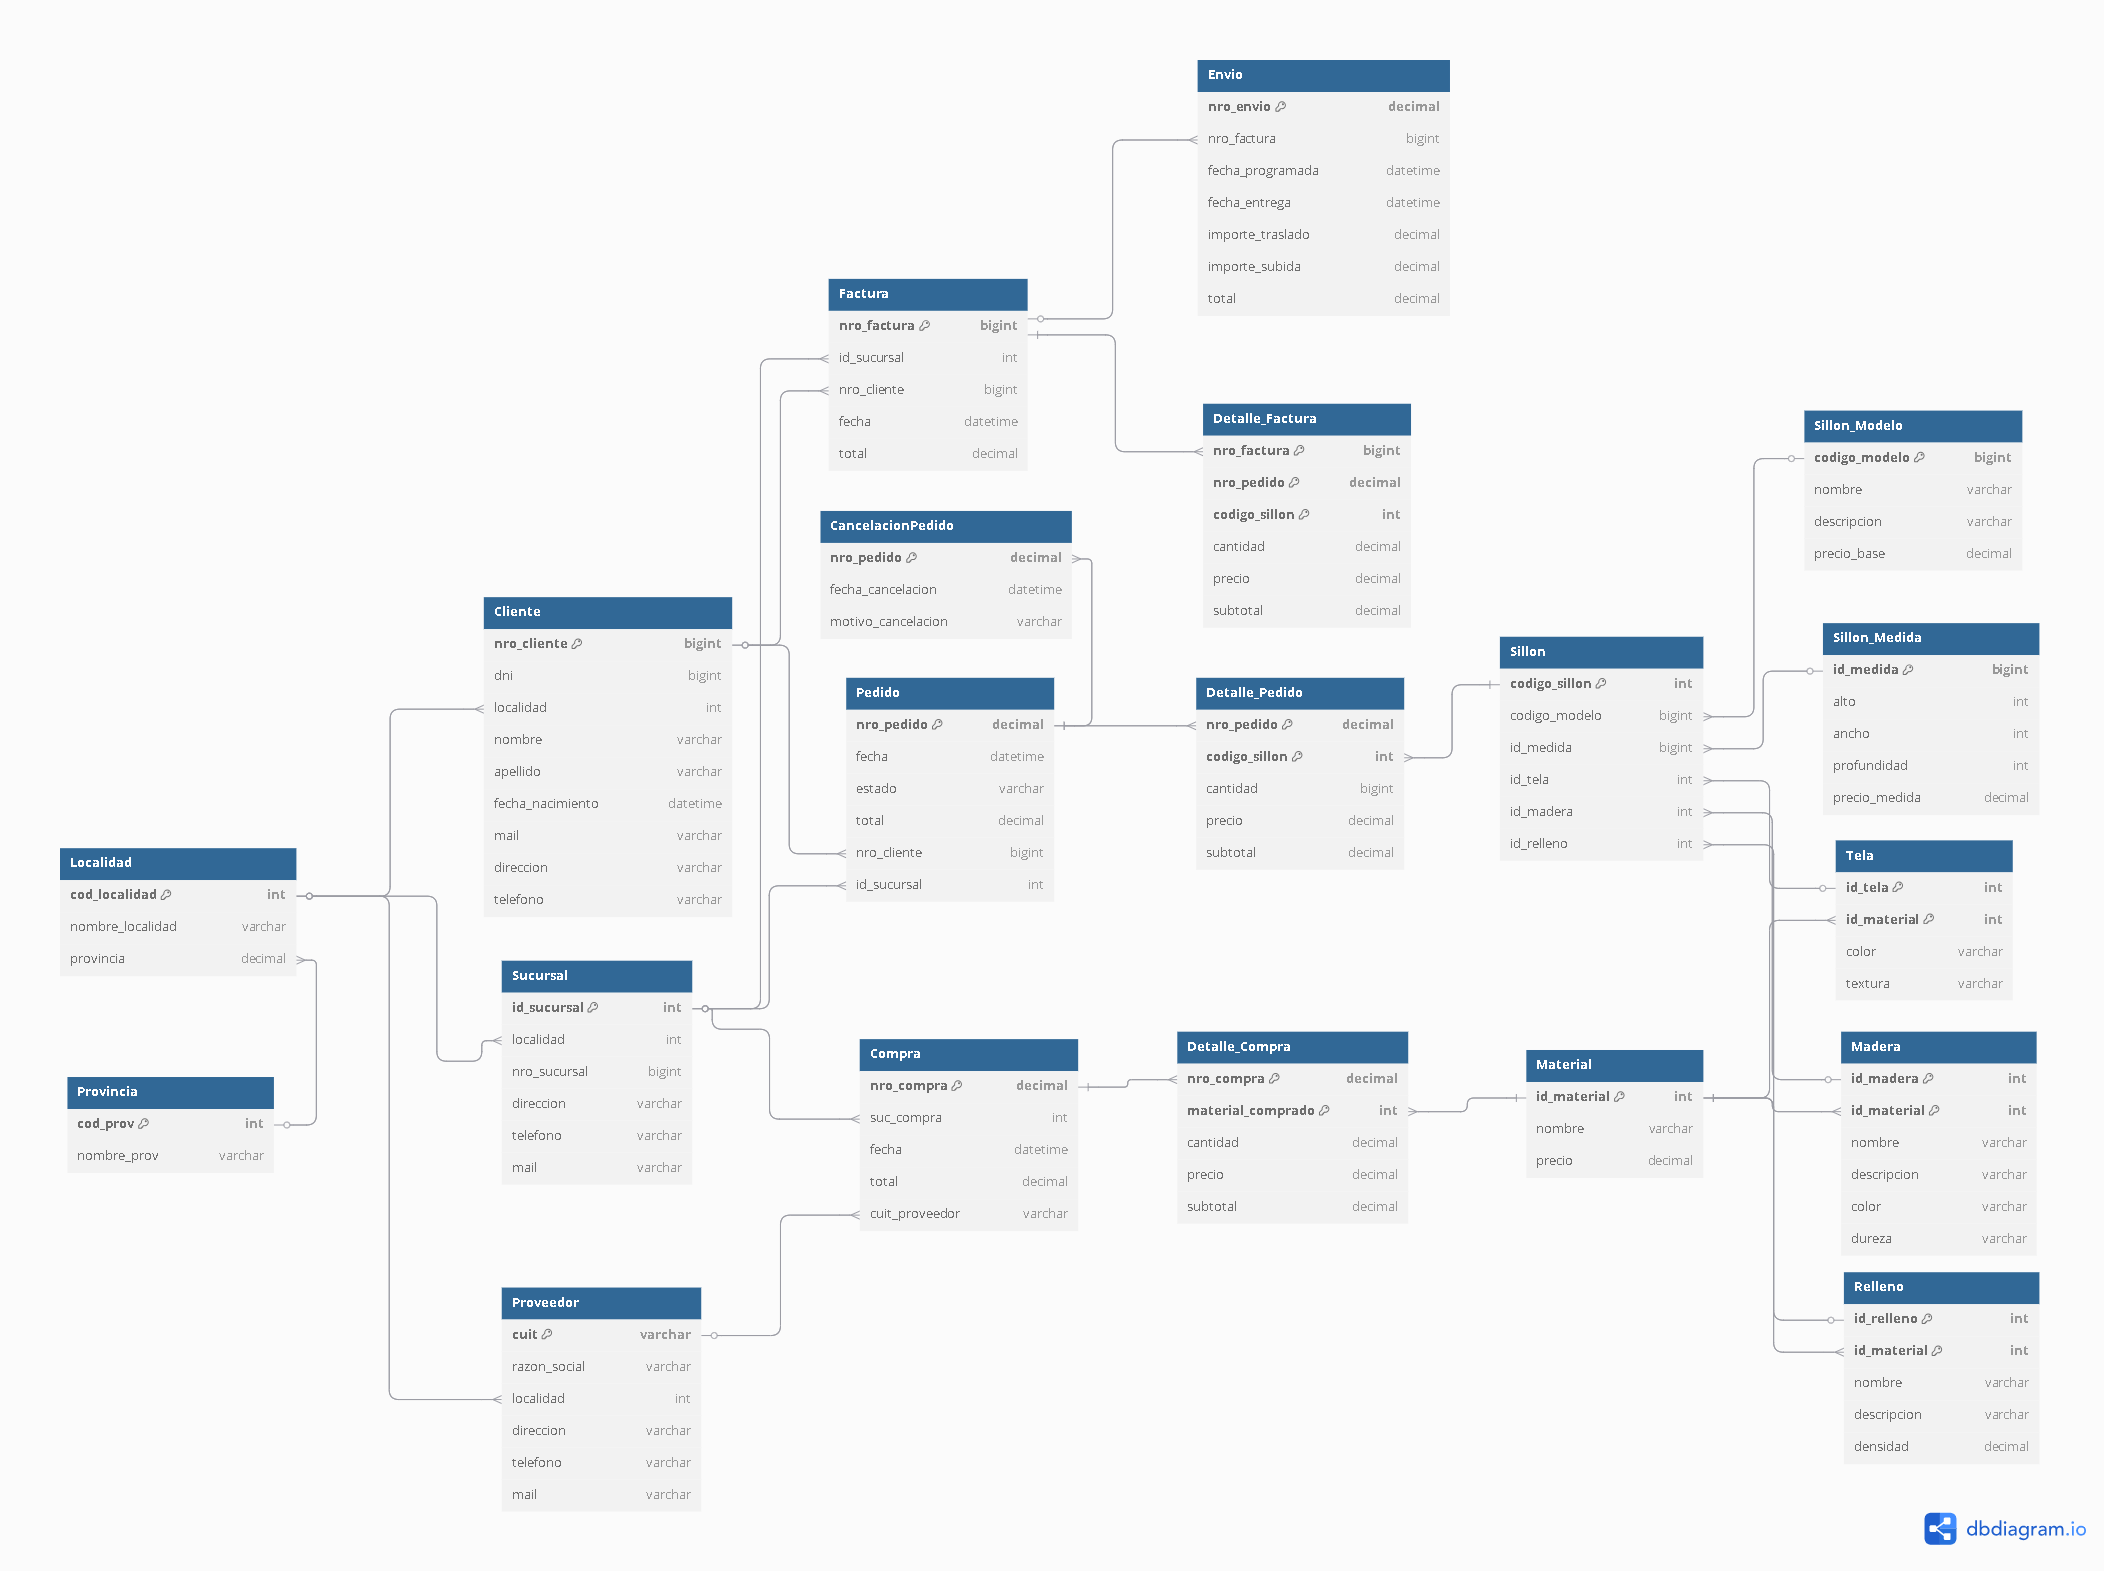 Envio
nro_envio decimal
nro_factura bigint
fecha_programada datetime
fecha_entrega datetime
importe_traslado decimal
importe_subida decimal
total decimal
Factura
nro_factura bigint
id_sucursal int
nro_cliente bigint
fecha datetime
total decimal
Detalle_Factura
nro_factura bigint
nro_pedido decimal
codigo_sillon int
cantidad decimal
precio decimal
subtotal decimal
Sillon_Modelo
codigo_modelo bigint
nombre varchar
descripcion varchar
precio_base decimal
CancelacionPedido
nro_pedido decimal
fecha_cancelacion datetime
motivo_cancelacion varchar
Cliente
nro_cliente bigint
dni bigint
localidad int
nombre varchar
apellido varchar
fecha_nacimiento datetime
mail varchar
direccion varchar
telefono varchar
Pedido
nro_pedido decimal
fecha datetime
estado varchar
total decimal
nro_cliente bigint
id_sucursal int
Detalle_Pedido
nro_pedido decimal
codigo_sillon int
cantidad bigint
precio decimal
subtotal decimal
Sillon
codigo_sillon int
codigo_modelo bigint
id_medida bigint
id_tela int
id_madera int
id_relleno int
Sillon_Medida
id_medida bigint
alto int
ancho int
profundidad int
precio_medida decimal
Tela
id_tela int
id_material int
color varchar
textura varchar
Localidad
cod_localidad int
nombre_localidad varchar
provincia decimal
Provincia
cod_prov int
nombre_prov varchar
Sucursal
id_sucursal int
localidad int
nro_sucursal bigint
direccion varchar
telefono varchar
mail varchar
Compra
nro_compra decimal
suc_compra int
fecha datetime
total decimal
cuit_proveedor varchar
Detalle_Compra
nro_compra decimal
material_comprado int
cantidad decimal
precio decimal
subtotal decimal
Material
id_material int
nombre varchar
precio decimal
Madera
id_madera int
id_material int
nombre varchar
descripcion varchar
color varchar
dureza varchar
Proveedor
cuit varchar
razon_social varchar
localidad int
direccion varchar
telefono varchar
mail varchar
Relleno
id_relleno int
id_material int
nombre varchar
descripcion varchar
densidad decimal
dbdiagram.io